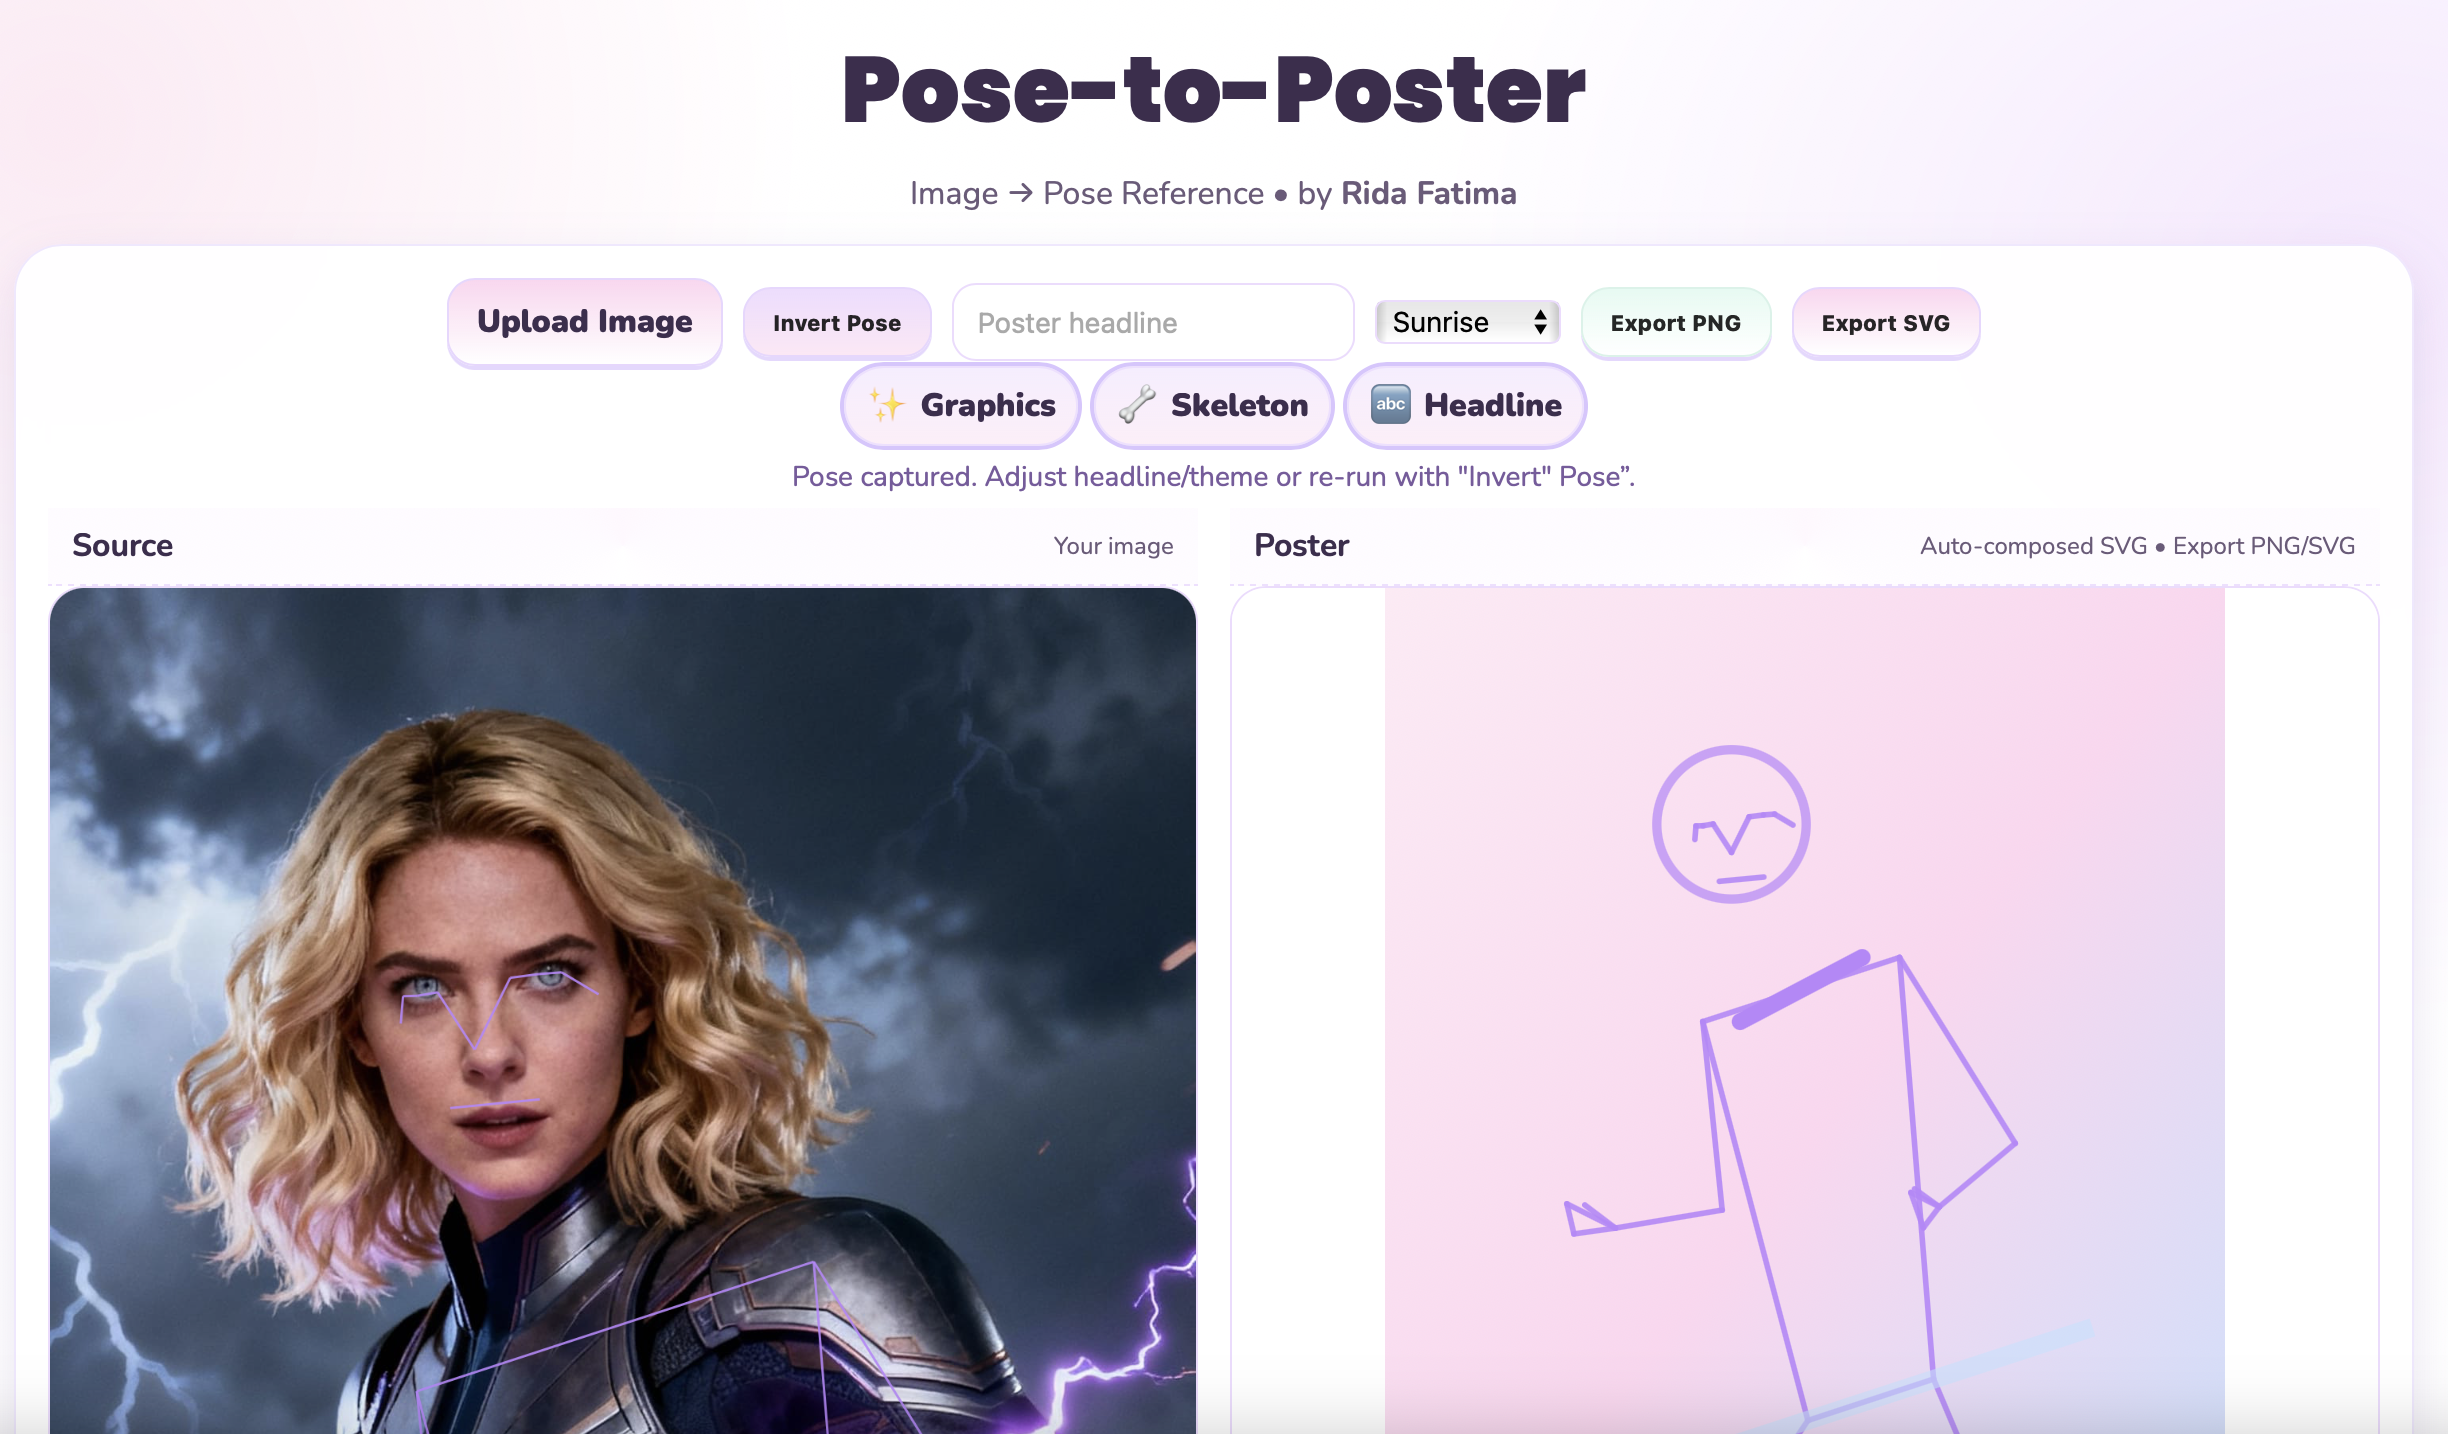 Pose-to-Poster
Image → Pose Reference • by Rida Fatima
Upload Image
Invert Pose
Poster headline
Sunrise
Export PNG
Export SVG
✨ Graphics
🦴 Skeleton
🔤 Headline
Pose captured. Adjust headline/theme or re-run with "Invert" Pose”.
Source
Your image
Poster
Auto-composed SVG • Export PNG/SVG